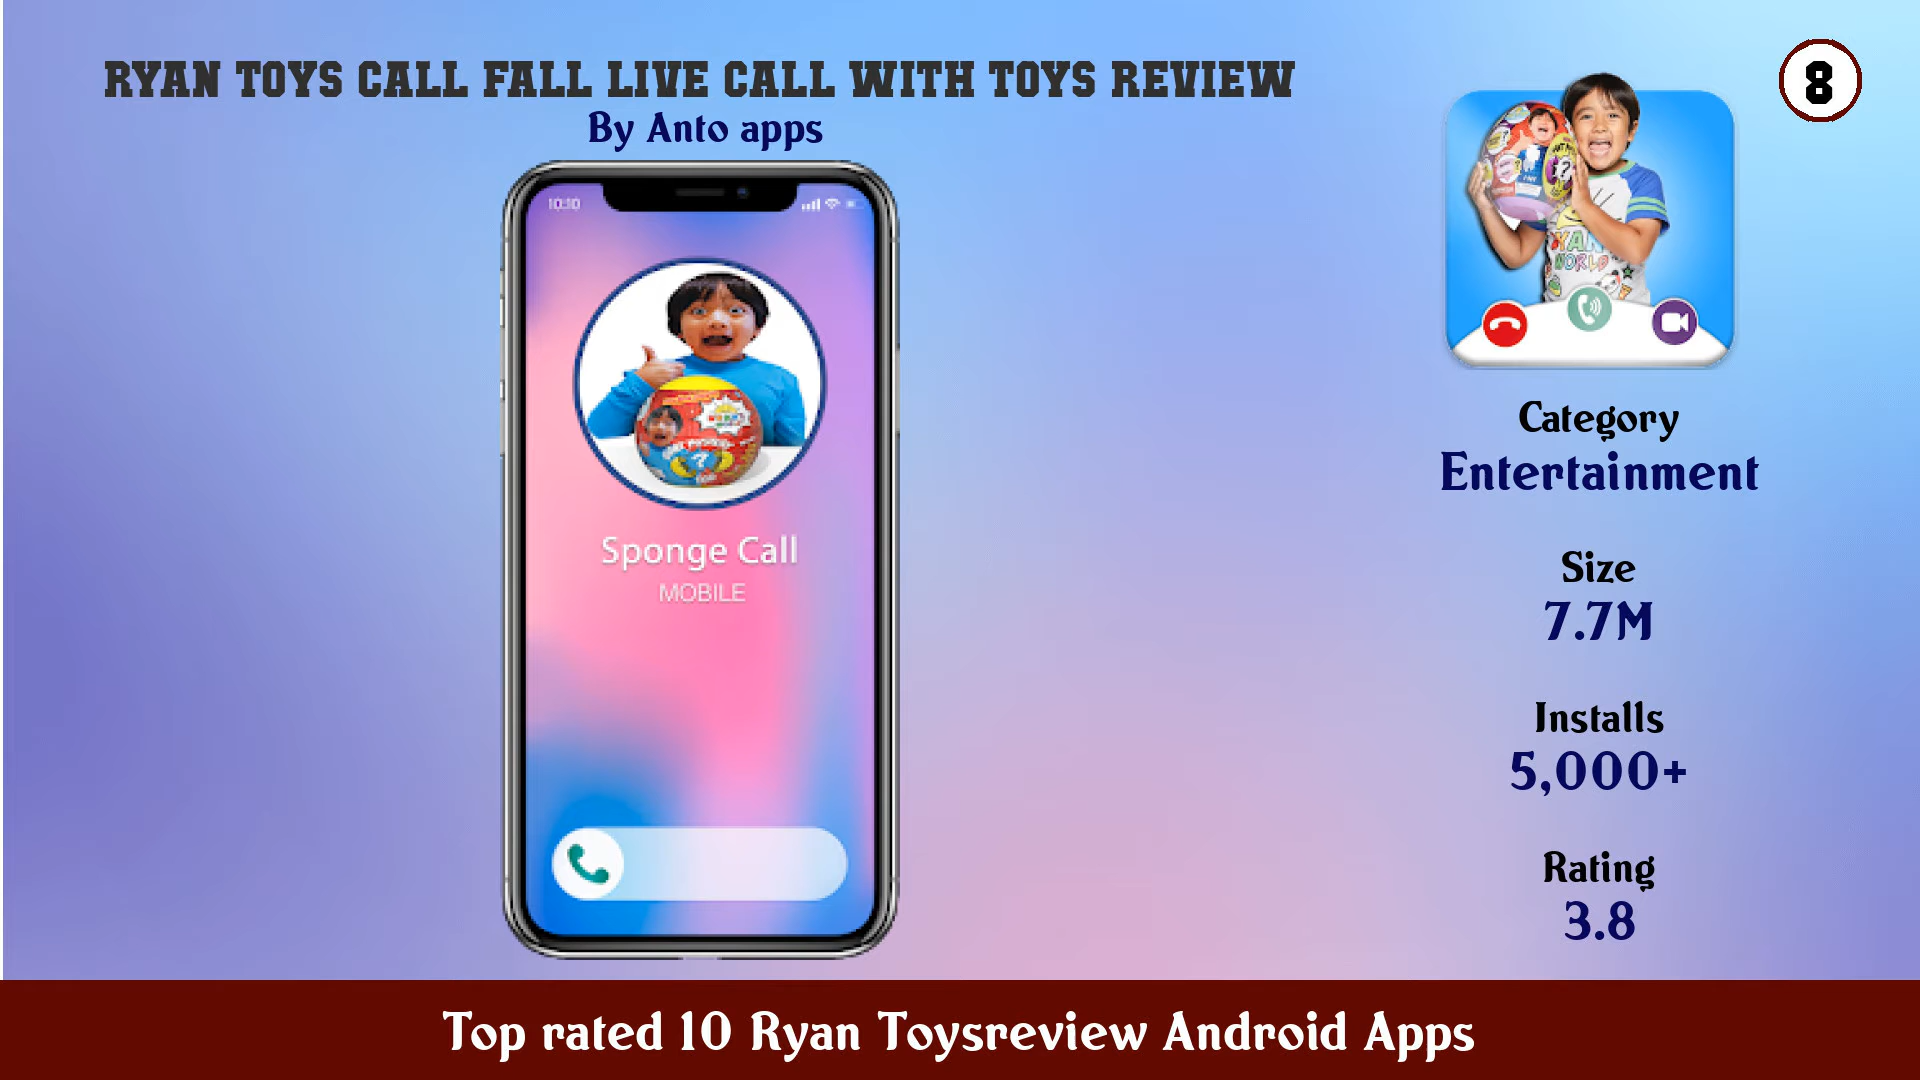 RYAN TOYS CALL FALL LIVE CALL WITH TOYS REVIEW
By Anto apps
8
10:10
Sponge Call
MOBILE
Category
Entertainment
Size
7.7M
Installs
5,000+
Rating
3.8
Top rated 10 Ryan Toysreview Android Apps